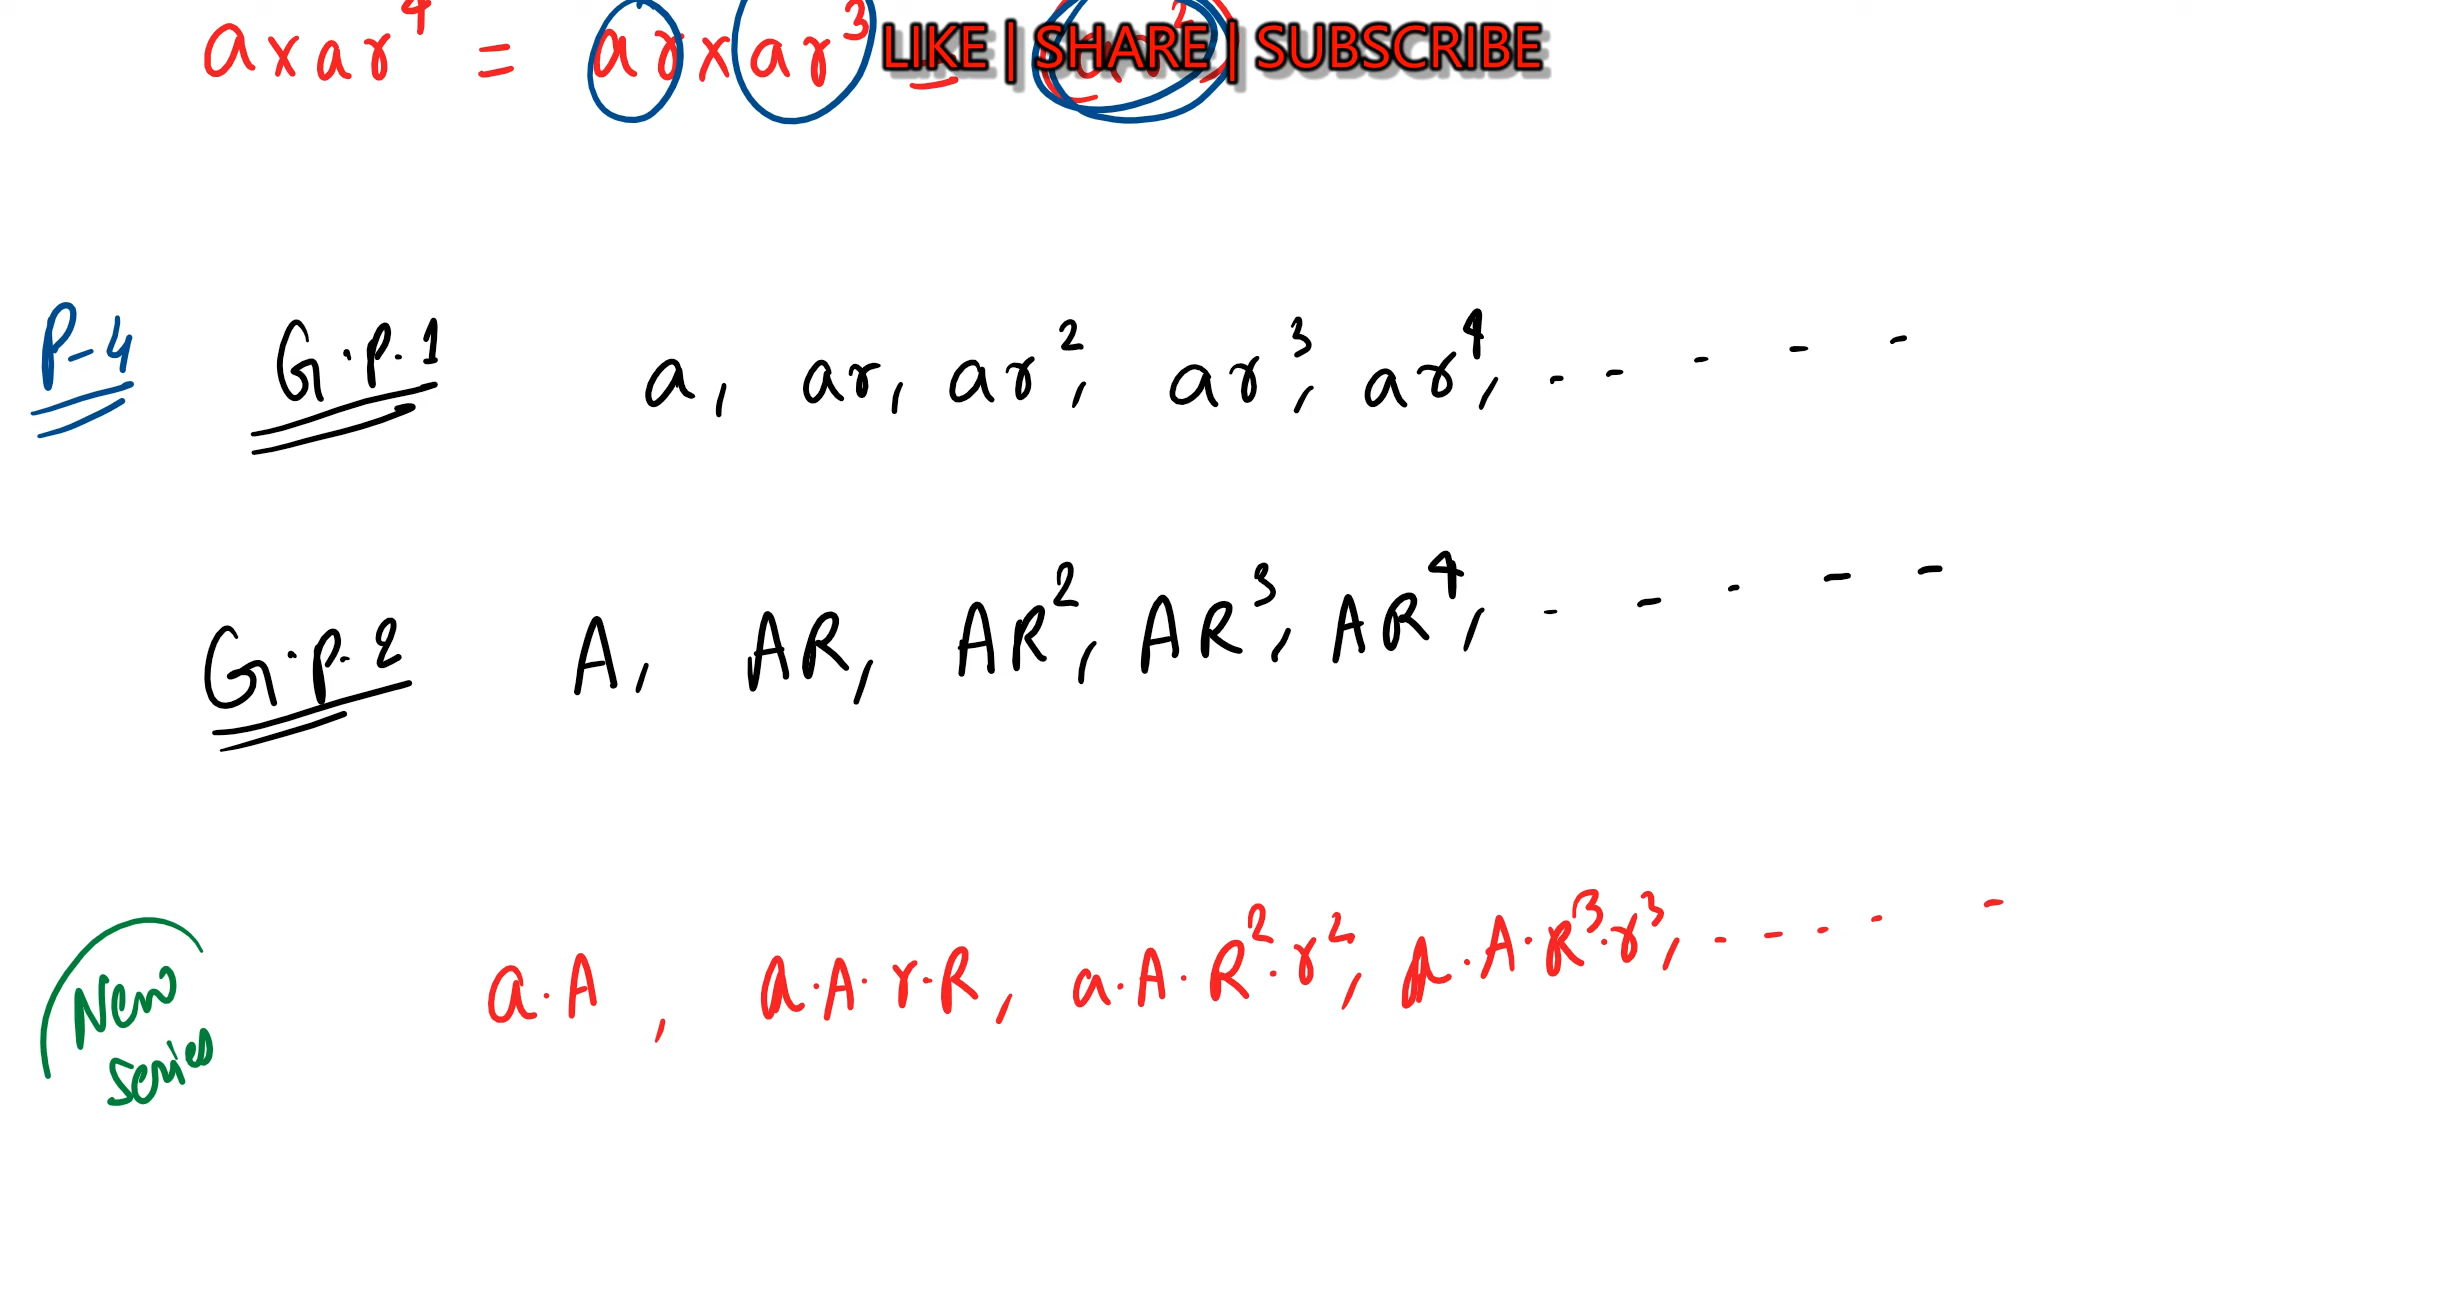 a x ar⁴ = ar x ar³ =
LIKE | SHARE | SUBSCRIBE
P-4 G.P.1 a, ar, ar², ar³, ar⁴, - - - - -
G.P.2 A, AR, AR², AR³, AR⁴, - - - - -
New
series
a·A, a·A·r·R, a·A·R²·r², a·A·R³·r³, - - - - - -